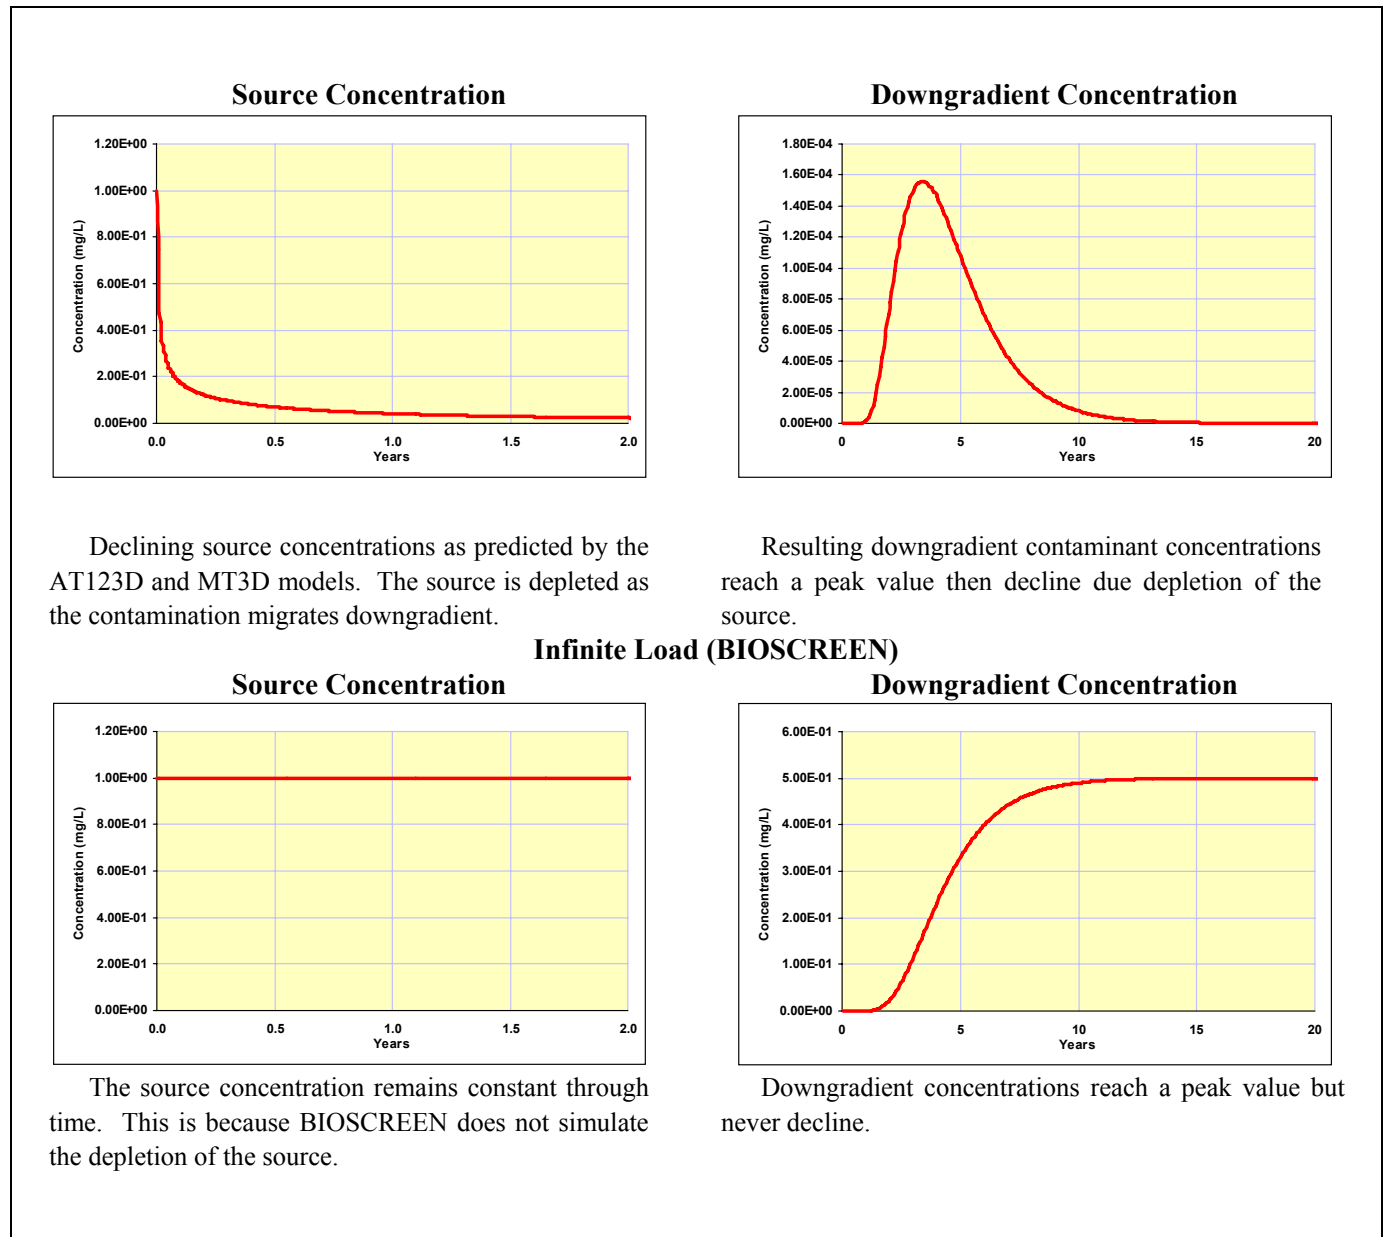 Source Concentration
1.20E+00
1.00E+00
8.00E-01
6.00E-01
4.00E-01
2.00E-01
0.00E+00
Concentration (mg/L)
0.0 0.5 1.0 1.5 2.0
Years
Downgradient Concentration
1.80E-04
1.60E-04
1.40E-04
1.20E-04
1.00E-04
8.00E-05
6.00E-05
4.00E-05
2.00E-05
0.00E+00
Concentration (mg/L)
0 5 10 15 20
Years
Declining source concentrations as predicted by the
AT123D and MT3D models. The source is depleted as
the contamination migrates downgradient.
Resulting downgradient contaminant concentrations
reach a peak value then decline due depletion of the
source.
Infinite Load (BIOSCREEN)
Source Concentration
1.20E+00
1.00E+00
8.00E-01
6.00E-01
4.00E-01
2.00E-01
0.00E+00
Concentration (mg/L)
0.0 0.5 1.0 1.5 2.0
Years
Downgradient Concentration
6.00E-01
5.00E-01
4.00E-01
3.00E-01
2.00E-01
1.00E-01
0.00E+00
Concentration (mg/L)
0 5 10 15 20
Years
The source concentration remains constant through
time. This is because BIOSCREEN does not simulate
the depletion of the source.
Downgradient concentrations reach a peak value but
never decline.